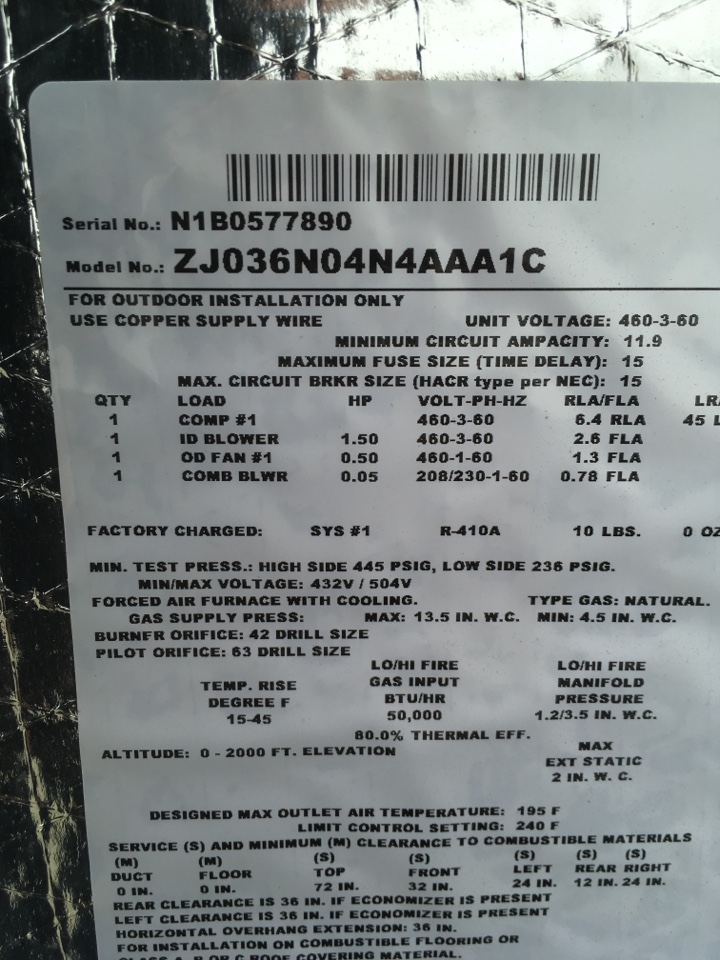 Serial No.: N1B0577890
Model No.: ZJ036N04N4AAA1C
FOR OUTDOOR INSTALLATION ONLY
USE COPPER SUPPLY WIRE UNIT VOLTAGE: 460-3-60
MINIMUM CIRCUIT AMPACITY: 11.9
MAXIMUM FUSE SIZE (TIME DELAY): 15
MAX. CIRCUIT BRKR SIZE (HACR type per NEC): 15
QTY LOAD HP VOLT-PH-HZ RLA/FLA
1 COMP #1 460-3-60 6.4 RLA 45
1 ID BLOWER 1.50 460-3-60 2.6 FLA
1 OD FAN #1 0.50 460-1-60 1.3 FLA
1 COMB BLWR 0.05 208/230-1-60 0.78 FLA
FACTORY CHARGED: SYS #1 R-410A 10 LBS. 0 OZ
MIN. TEST PRESS.: HIGH SIDE 445 PSIG, LOW SIDE 236 PSIG.
MIN/MAX VOLTAGE: 432V / 504V
FORCED AIR FURNACE WITH COOLING. TYPE GAS: NATURAL.
GAS SUPPLY PRESS: MAX: 13.5 IN. W.C. MIN: 4.5 IN. W.C.
BURNER ORIFICE: 42 DRILL SIZE
PILOT ORIFICE: 63 DRILL SIZE
LO/HI FIRE LO/HI FIRE
TEMP. RISE GAS INPUT MANIFOLD
DEGREE F BTU/HR PRESSURE
15-45 50,000 1.2/3.5 IN. W.C.
80.0% THERMAL EFF.
ALTITUDE: 0 - 2000 FT. ELEVATION MAX
EXT STATIC
2 IN. W. C.
DESIGNED MAX OUTLET AIR TEMPERATURE: 195 F
LIMIT CONTROL SETTING: 240 F
SERVICE (S) AND MINIMUM (M) CLEARANCE TO COMBUSTIBLE MATERIALS
(M) (M) (S) (S) (S) (S) (S)
DUCT FLOOR TOP FRONT LEFT REAR RIGHT
0 IN. 0 IN. 72 IN. 32 IN. 24 IN. 12 IN. 24 IN.
REAR CLEARANCE IS 36 IN. IF ECONOMIZER IS PRESENT
LEFT CLEARANCE IS 36 IN. IF ECONOMIZER IS PRESENT
HORIZONTAL OVERHANG EXTENSION: 36 IN.
FOR INSTALLATION ON COMBUSTIBLE FLOORING OR
CLASS A, B OR C ROOF COVERING MATERIAL.